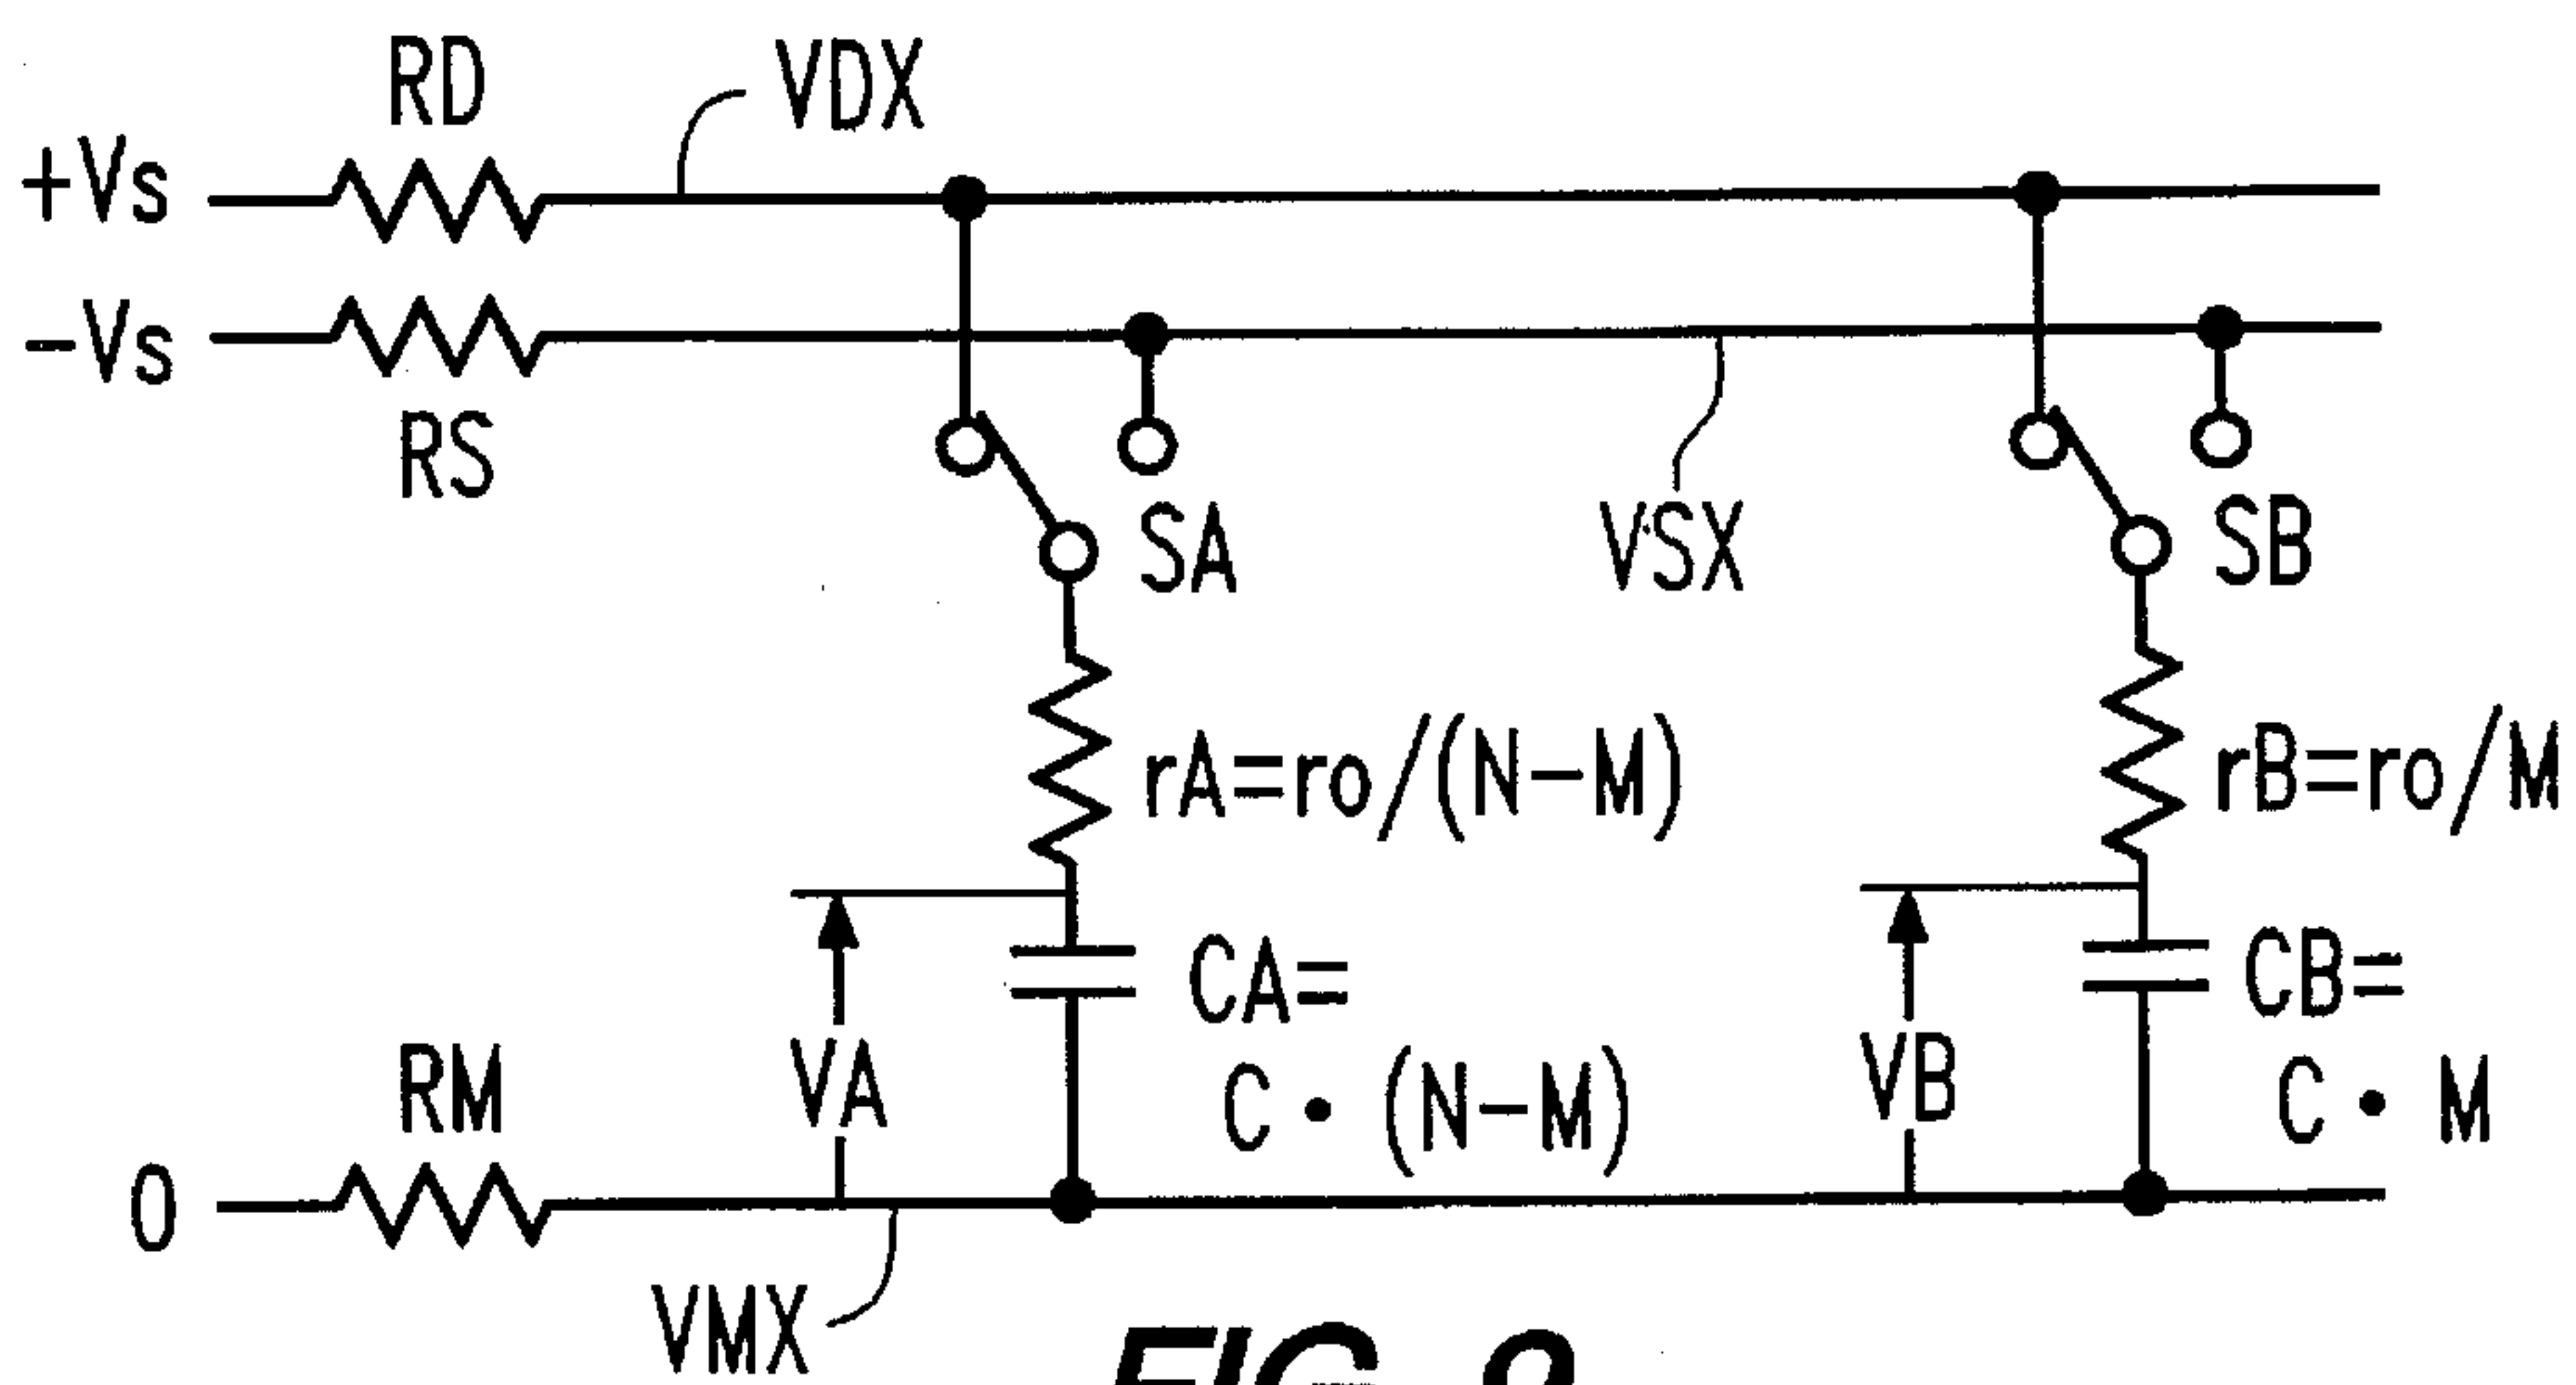 RD
VDX
+Vs
-Vs
RS
SA
VSX
SB
rA=ro/(N-M)
rB=ro/M
CA=
C • (N-M)
CB=
C • M
VA
VB
RM
0
VMX